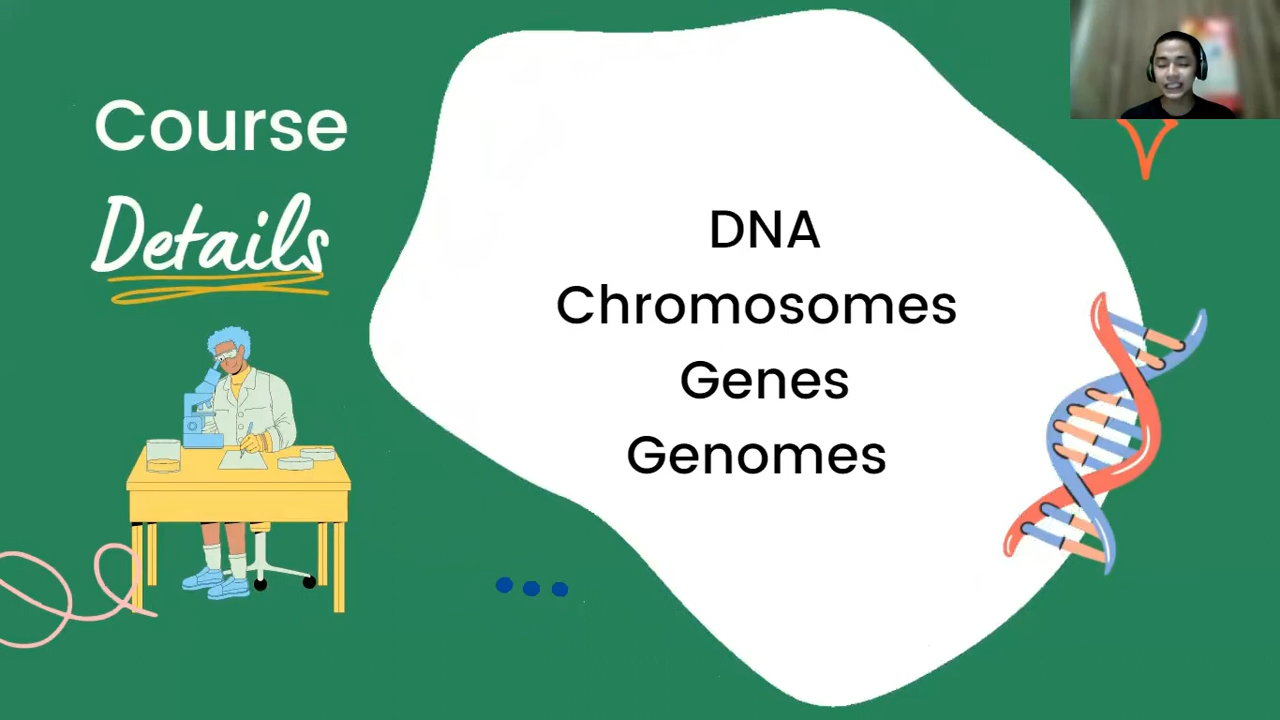 Course
Details
DNA
Chromosomes
Genes
Genomes